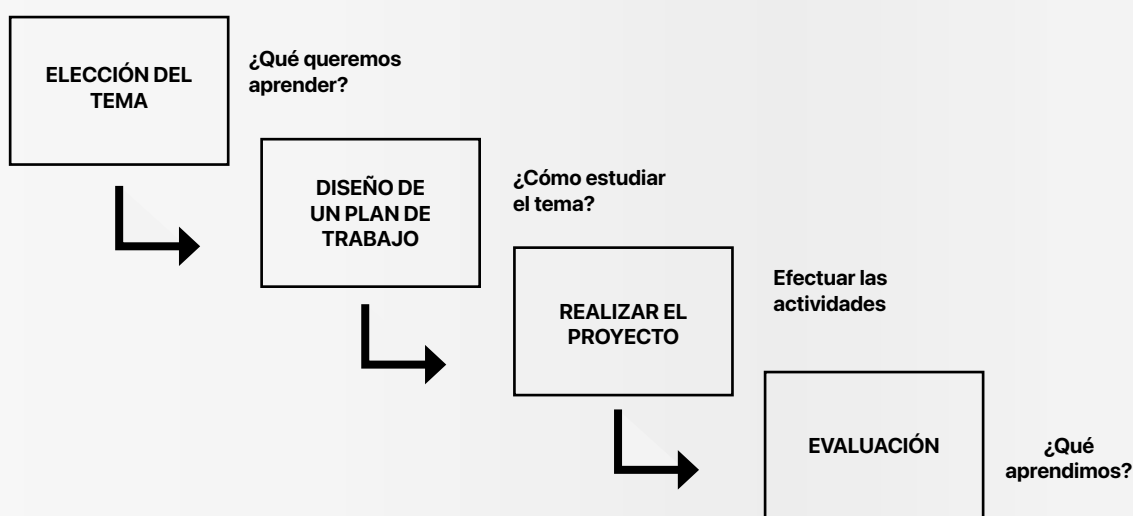 ELECCIÓN DEL
TEMA
¿Qué queremos
aprender?
DISEÑO DE
UN PLAN DE
TRABAJO
¿Cómo estudiar
el tema?
REALIZAR EL
PROYECTO
Efectuar las
actividades
EVALUACIÓN
¿Qué
aprendimos?